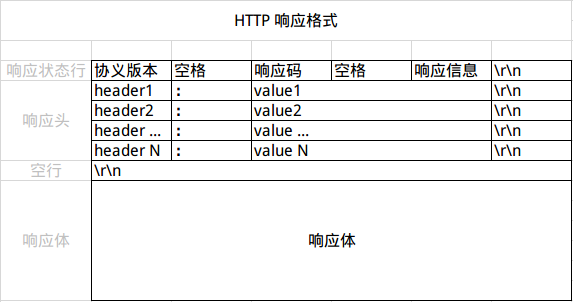 HTTP 响应格式
响应状态行 协义版本 空格 响应码 空格 响应信息 \r\n
响应头
header1 : value1 \r\n
header2 : value2 \r\n
header ... : value ... \r\n
header N : value N \r\n
空行 \r\n
响应体 响应体